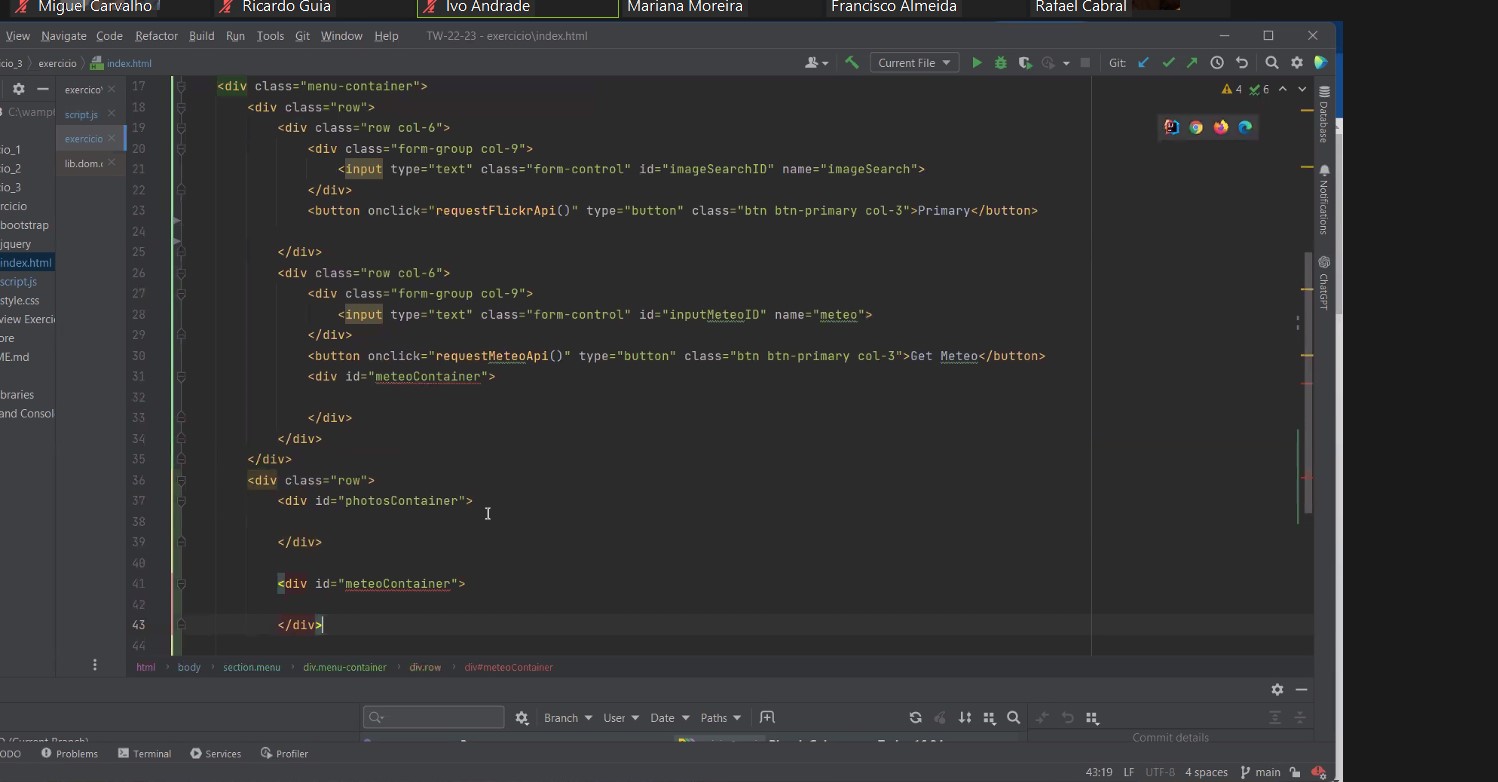 Miguel Carvalho
Ricardo Guia
Ivo Andrade
Mariana Moreira
Francisco Almeida
Rafael Cabral
View Navigate Code Refactor Build Run Tools Git Window Help TW-22-23 - exercicio\index.html
cio_3 exercicio index.html
Current File
Git:
C:\wamp
exercico
script.js
exercicio
lib.dom.
io_1
io_2
io_3
rcicio
bootstrap
jquery
index.html
script.js
style.css
view Exerci
ore
ME.md
braries
and Consol
4 6
Database
Notifications
ChatGPT
17 <div class="menu-container">
18 <div class="row">
19 <div class="row col-6">
20 <div class="form-group col-9">
21 <input type="text" class="form-control" id="imageSearchID" name="imageSearch">
22 </div>
23 <button onclick="requestFlickrApi()" type="button" class="btn btn-primary col-3">Primary</button>
24
25 </div>
26 <div class="row col-6">
27 <div class="form-group col-9">
28 <input type="text" class="form-control" id="inputMeteoID" name="meteo">
29 </div>
30 <button onclick="requestMeteoApi()" type="button" class="btn btn-primary col-3">Get Meteo</button>
31 <div id="meteoContainer">
32
33 </div>
34 </div>
35 </div>
36 <div class="row">
37 <div id="photosContainer">
38
39 </div>
40
41 <div id="meteoContainer">
42
43 </div>
44
html body section.menu div.menu-container div.row div#meteoContainer
Branch User Date Paths
Commit details
ODO Problems Terminal Services Profiler
43:19 LF UTF-8 4 spaces main